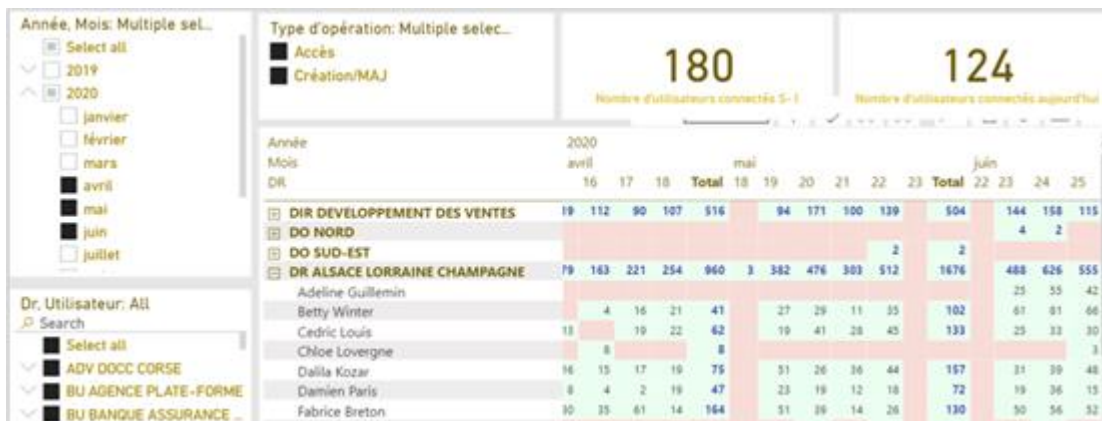 Année, Mois: Multiple sel...
Select all
2019
2020
janvier
février
mars
avril
mai
juin
juillet
Dr, Utilisateur: All
Search
Select all
ADV DOCC CORSE
BU AGENCE PLATE-FORME
BU BANQUE ASSURANCE ...
Type d'opération: Multiple selec...
Accès
Création/MAJ
180
Nombre d'utilisateurs connectés S-1
124
Nombre d'utilisateurs connectés aujourd'hui
Année 2020
Mois avril mai juin
DR 16 17 18 Total 18 19 20 21 22 23 Total 22 23 24 25
DIR DEVELOPPEMENT DES VENTES 19 112 90 107 516 94 171 100 139 504 144 158 115
DO NORD 4 2
DO SUD-EST 2 2
DR ALSACE LORRAINE CHAMPAGNE 79 163 221 254 960 3 382 476 303 512 1676 488 626 555
Adeline Guillemin 25 55 42
Betty Winter 4 16 21 41 27 29 11 35 102 61 81 66
Cedric Louis 13 19 22 62 19 41 28 45 133 25 33 30
Chloe Lovergne 8 8 3
Dalila Kozar 16 15 17 19 75 51 26 36 44 157 31 39 48
Damien Paris 8 4 2 19 47 23 19 12 18 72 19 36 15
Fabrice Breton 30 35 61 14 164 51 39 14 26 130 50 56 52